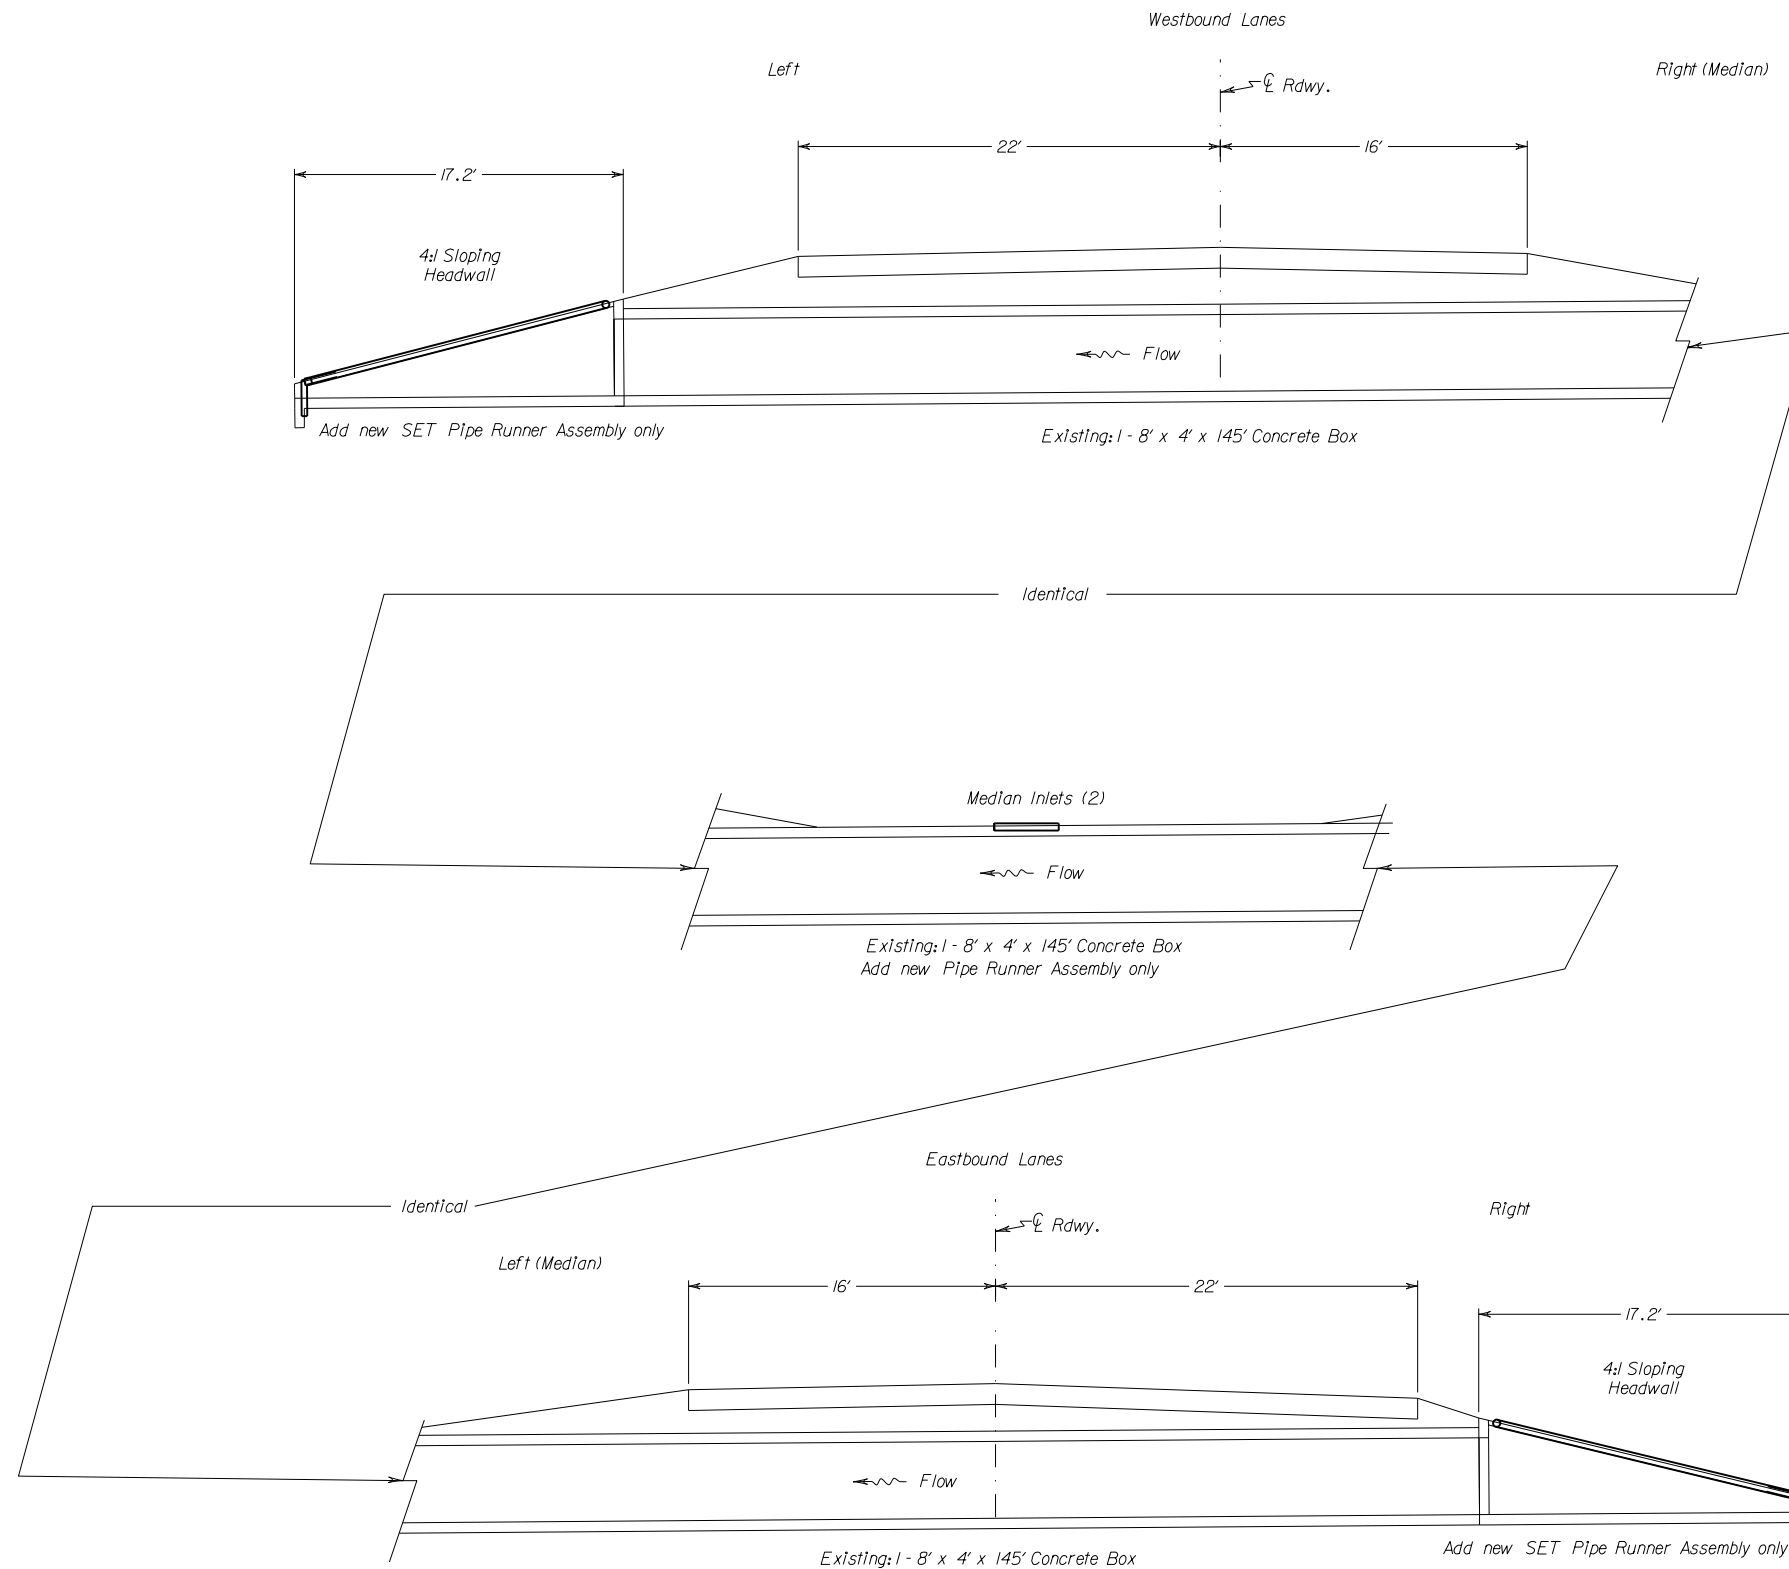 Westbound Lanes
Left
Right (Median)
℄ Rdwy.
22'
16'
17.2'
4:1 Sloping
Headwall
Flow
Add new SET Pipe Runner Assembly only
Existing: 1 - 8' x 4' x 145' Concrete Box
Identical
Median Inlets (2)
Flow
Existing: 1 - 8' x 4' x 145' Concrete Box
Add new Pipe Runner Assembly only
Eastbound Lanes
Identical
Right
℄ Rdwy.
Left (Median)
16'
22'
17.2'
4:1 Sloping
Headwall
Flow
Add new SET Pipe Runner Assembly only
Existing: 1 - 8' x 4' x 145' Concrete Box